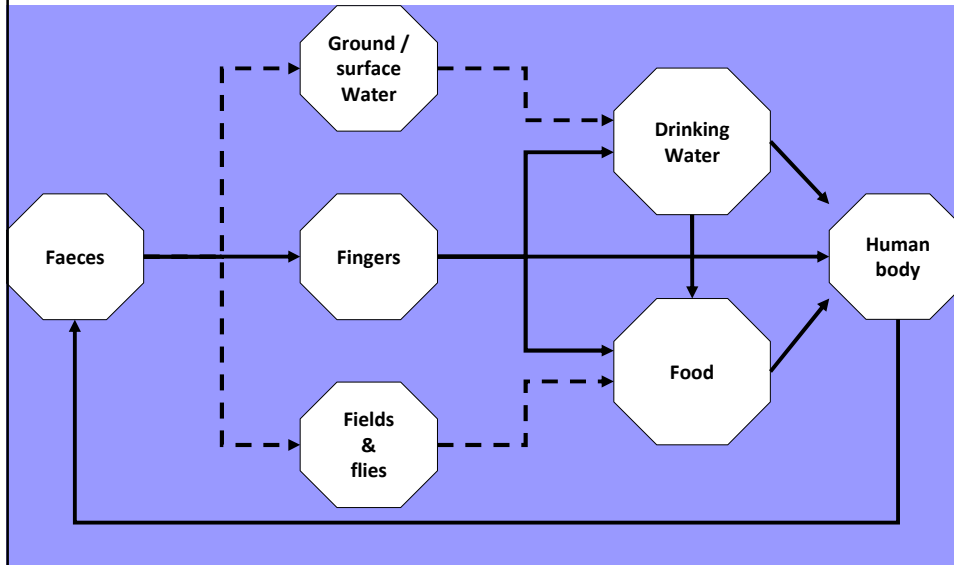 Ground /
surface
Water
Drinking
Water
Faeces
Fingers
Human
body
Food
Fields
&
flies